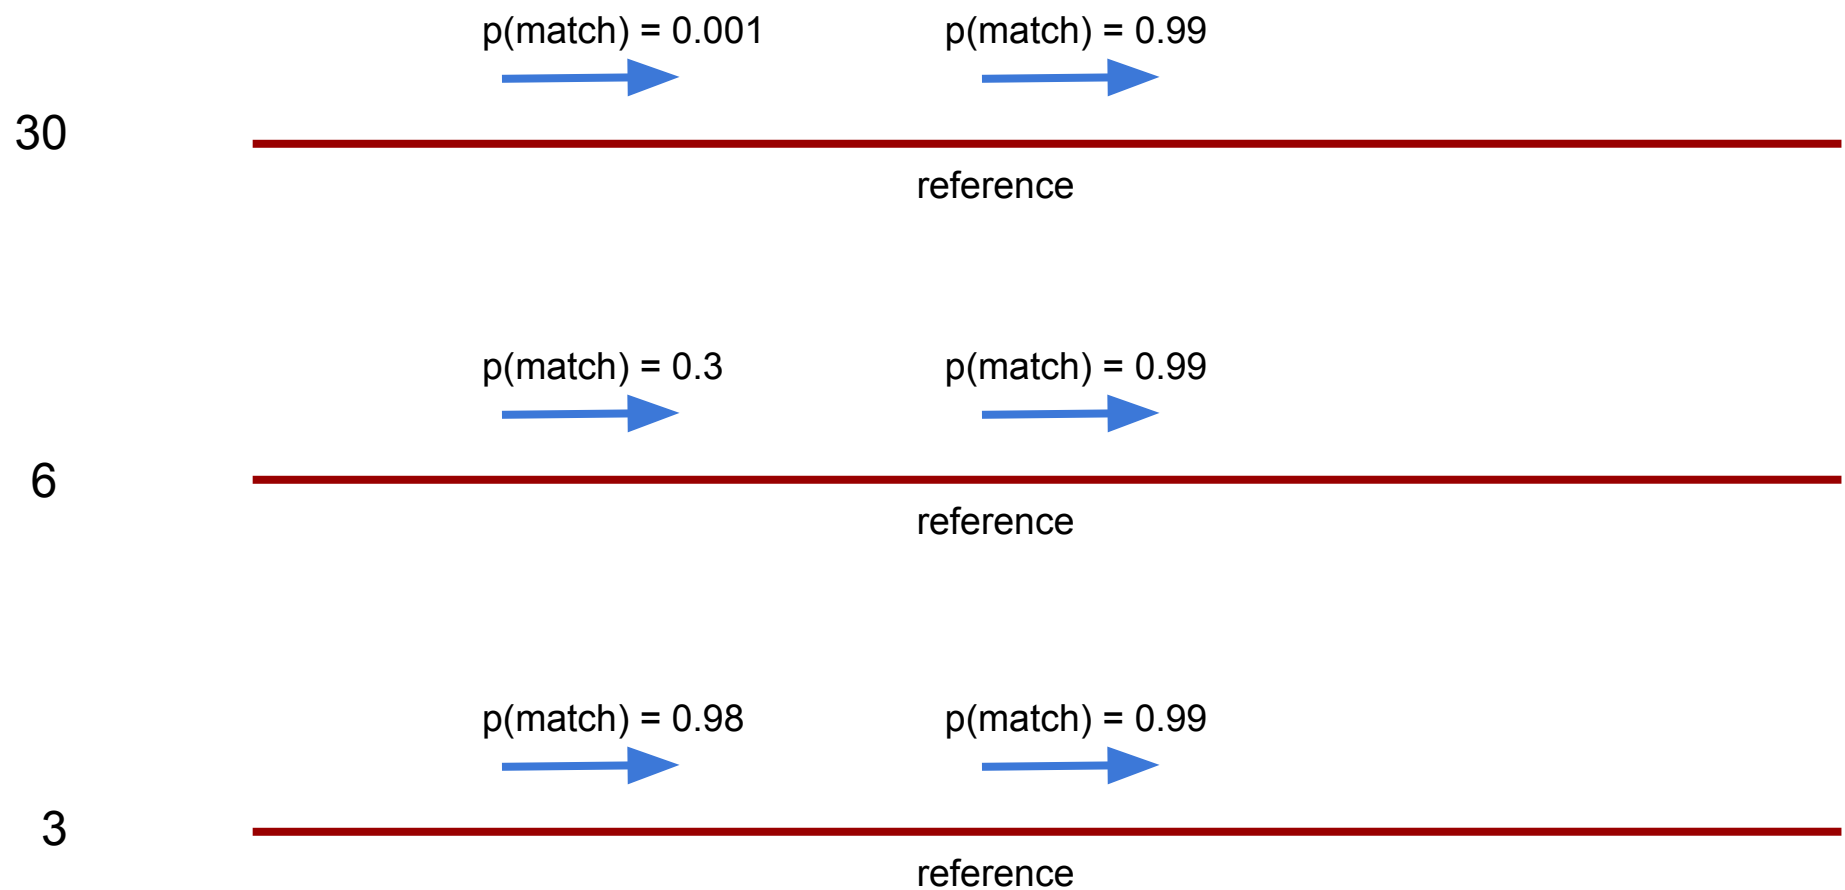 p(match) = 0.001 p(match) = 0.99
30
reference
p(match) = 0.3 p(match) = 0.99
6
reference
p(match) = 0.98 p(match) = 0.99
3
reference